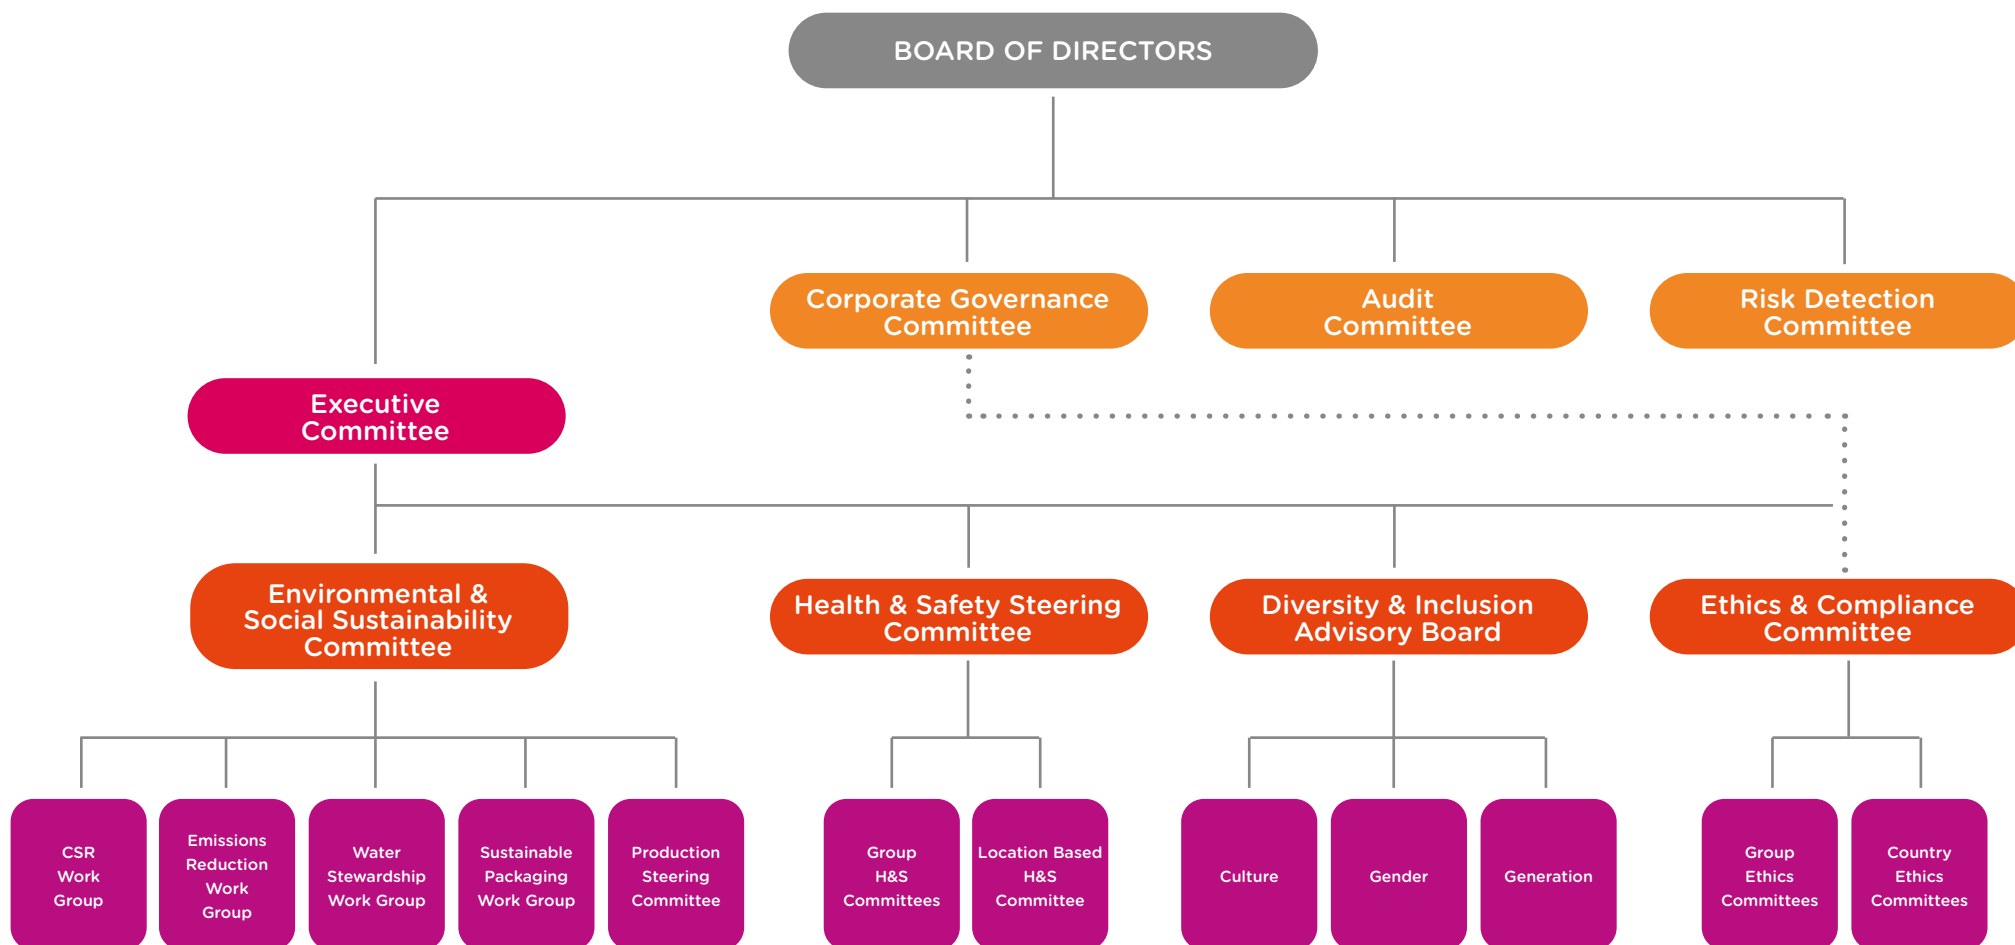 BOARD OF DIRECTORS
Corporate Governance
Committee
Audit
Committee
Risk Detection
Committee
Executive
Committee
Environmental &
Social Sustainability
Committee
Health & Safety Steering
Committee
Diversity & Inclusion
Advisory Board
Ethics & Compliance
Committee
CSR
Work
Group
Emissions
Reduction
Work
Group
Water
Stewardship
Work Group
Sustainable
Packaging
Work Group
Production
Steering
Committee
Group
H&S
Committees
Location Based
H&S
Committee
Culture
Gender
Generation
Group
Ethics
Committees
Country
Ethics
Committees